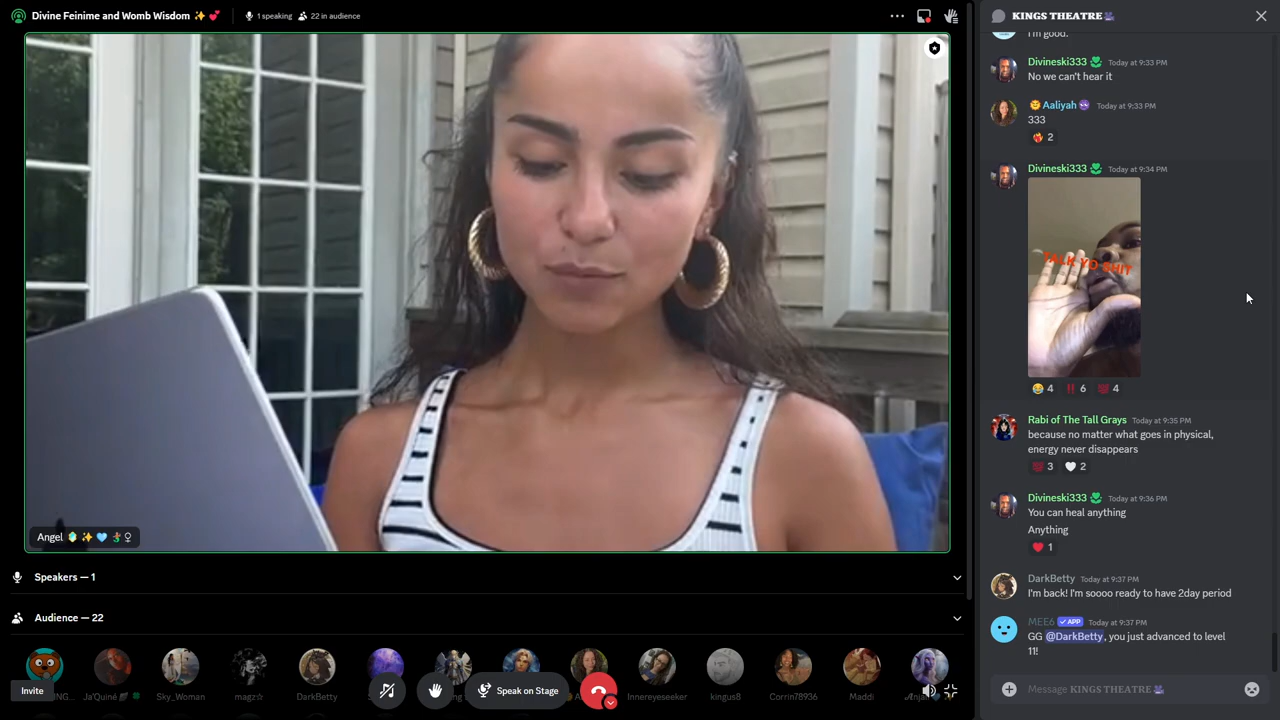 Divine Feinime and Womb Wisdom ✨ 💕
1 speaking 22 in audience
Angel
Speakers — 1
Audience — 22
Ja'Quiné
Sky_Woman
magz☆
DarkBetty
Innereyeseeker
kingus8
Corrin78936
Maddi
Invite
Speak on Stage
KINGS THEATRE
I'm good.
Divineski333 Today at 9:33 PM
No we can't hear it
Aaliyah Today at 9:33 PM
333
2
Divineski333 Today at 9:34 PM
TALK YO SHIT
4 6 4
Rabi of The Tall Grays Today at 9:35 PM
because no matter what goes in physical,
energy never disappears
3 2
Divineski333 Today at 9:36 PM
You can heal anything
Anything
1
DarkBetty Today at 9:37 PM
I'm back! I'm soooo ready to have 2day period
MEE6 ✓ APP Today at 9:37 PM
GG @DarkBetty, you just advanced to level
11!
Message KINGS THEATRE